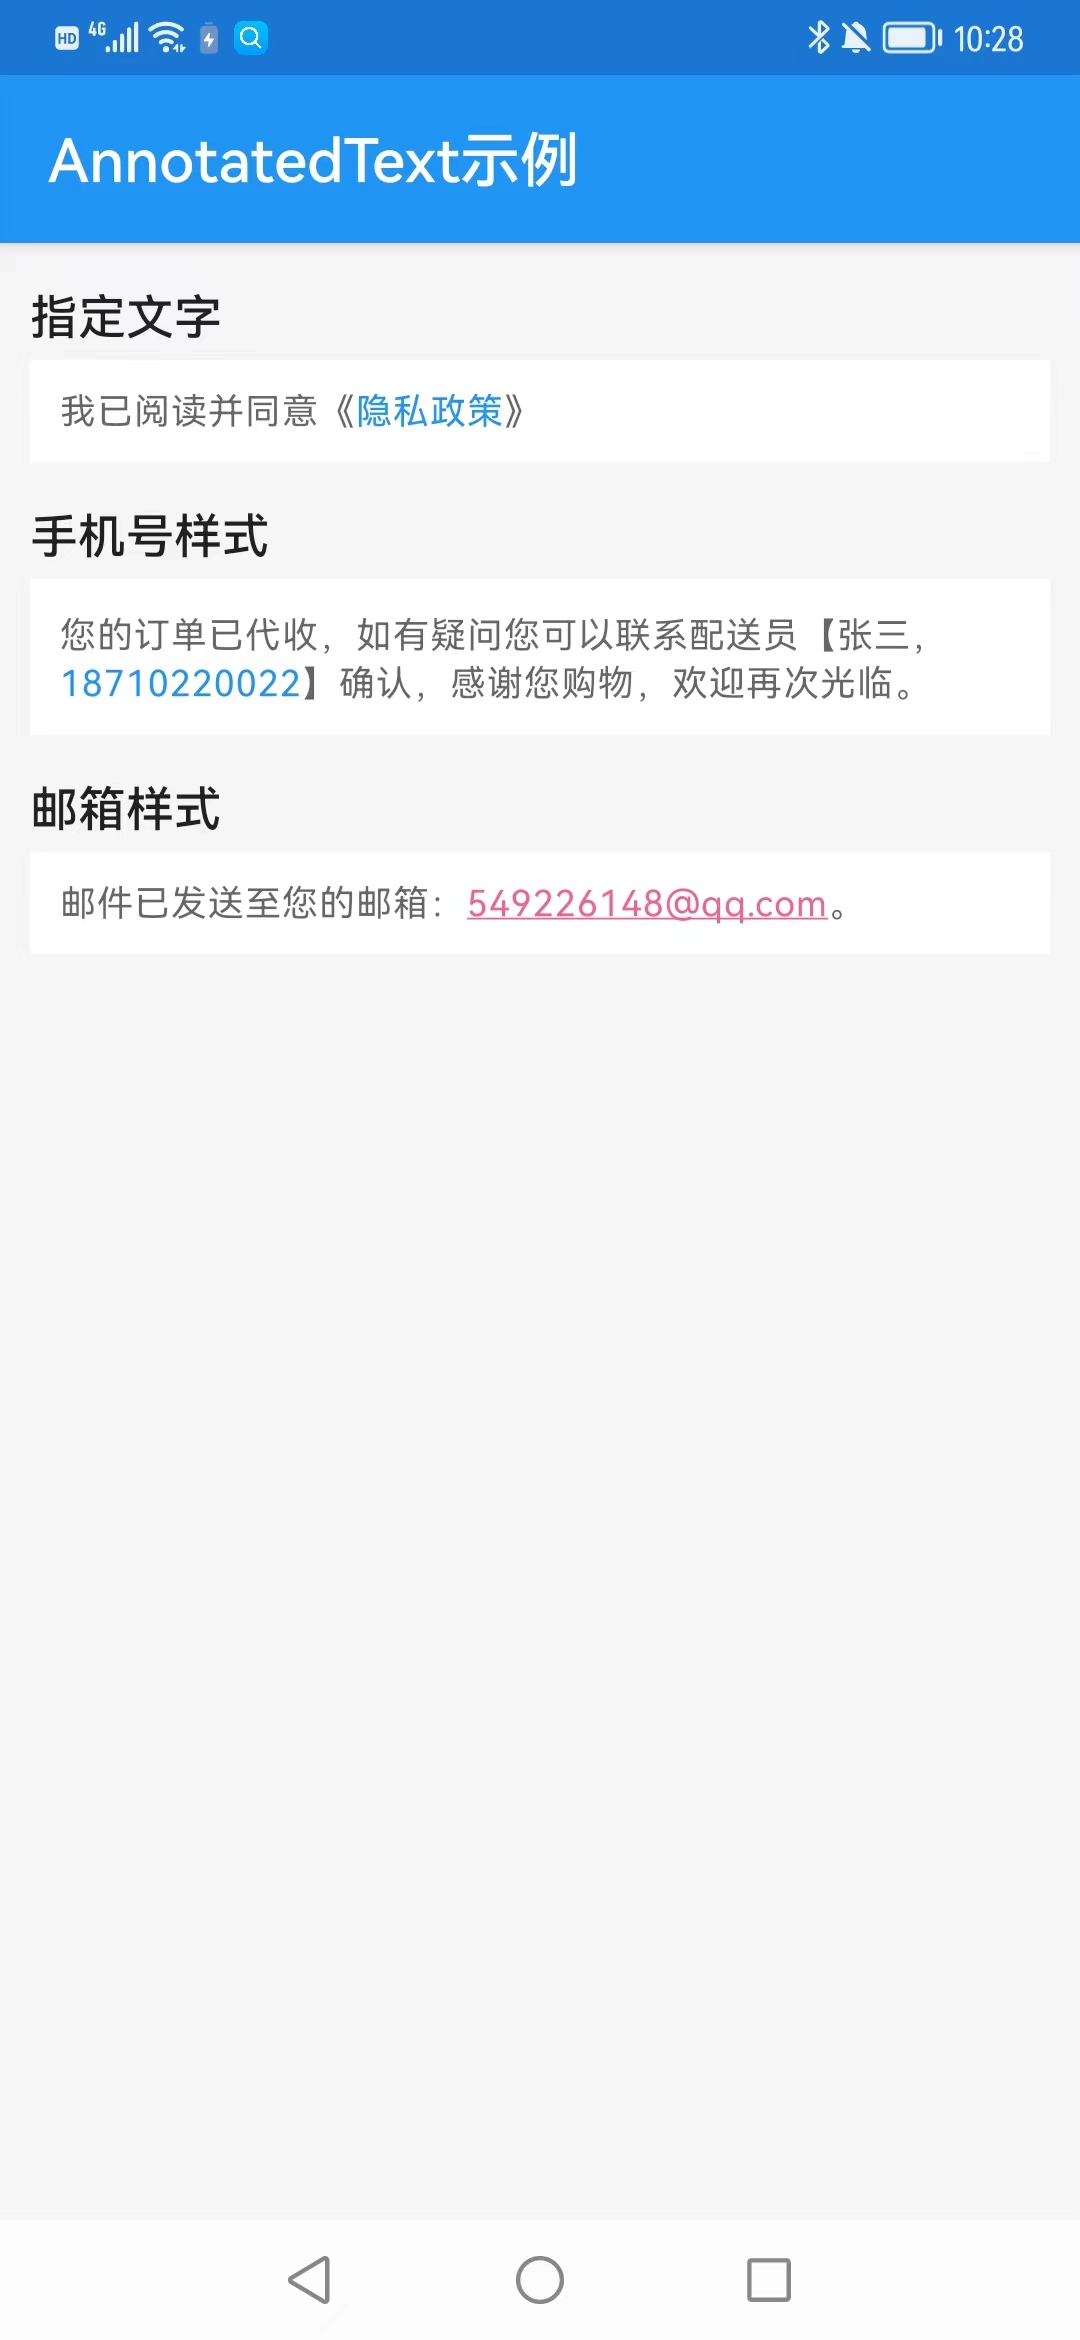 HD 4G 10:28
AnnotatedText示例
指定文字
我已阅读并同意《隐私政策》
手机号样式
您的订单已代收，如有疑问您可以联系配送员【张三，
18710220022】确认，感谢您购物，欢迎再次光临。
邮箱样式
邮件已发送至您的邮箱：549226148@qq.com。